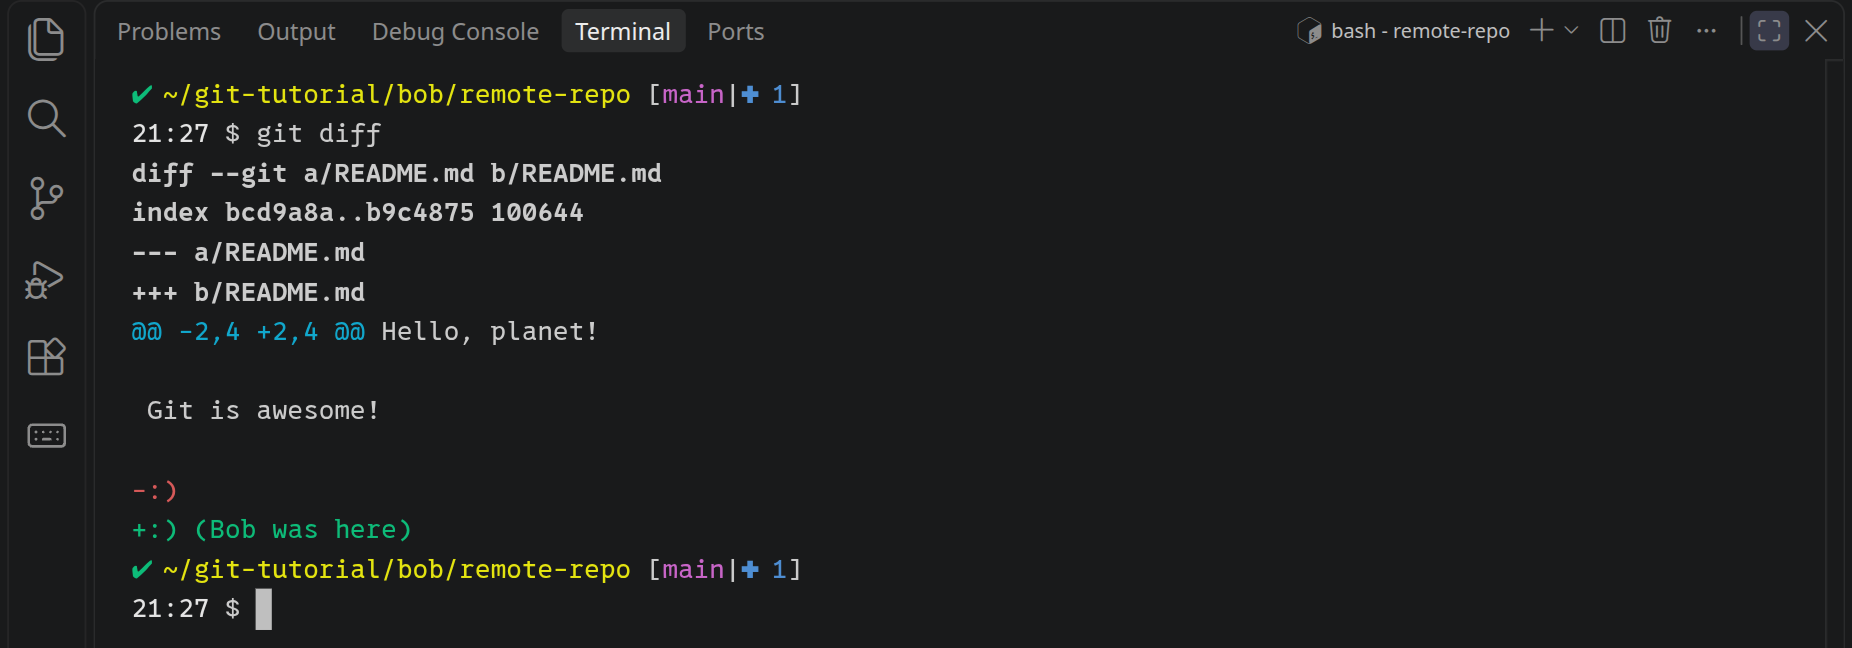 Problems Output Debug Console Terminal Ports bash - remote-repo
✔ ~/git-tutorial/bob/remote-repo [main|✚ 1]
21:27 $ git diff
diff --git a/README.md b/README.md
index bcd9a8a..b9c4875 100644
--- a/README.md
+++ b/README.md
@@ -2,4 +2,4 @@ Hello, planet!
 Git is awesome!
-:)
+:) (Bob was here)
✔ ~/git-tutorial/bob/remote-repo [main|✚ 1]
21:27 $